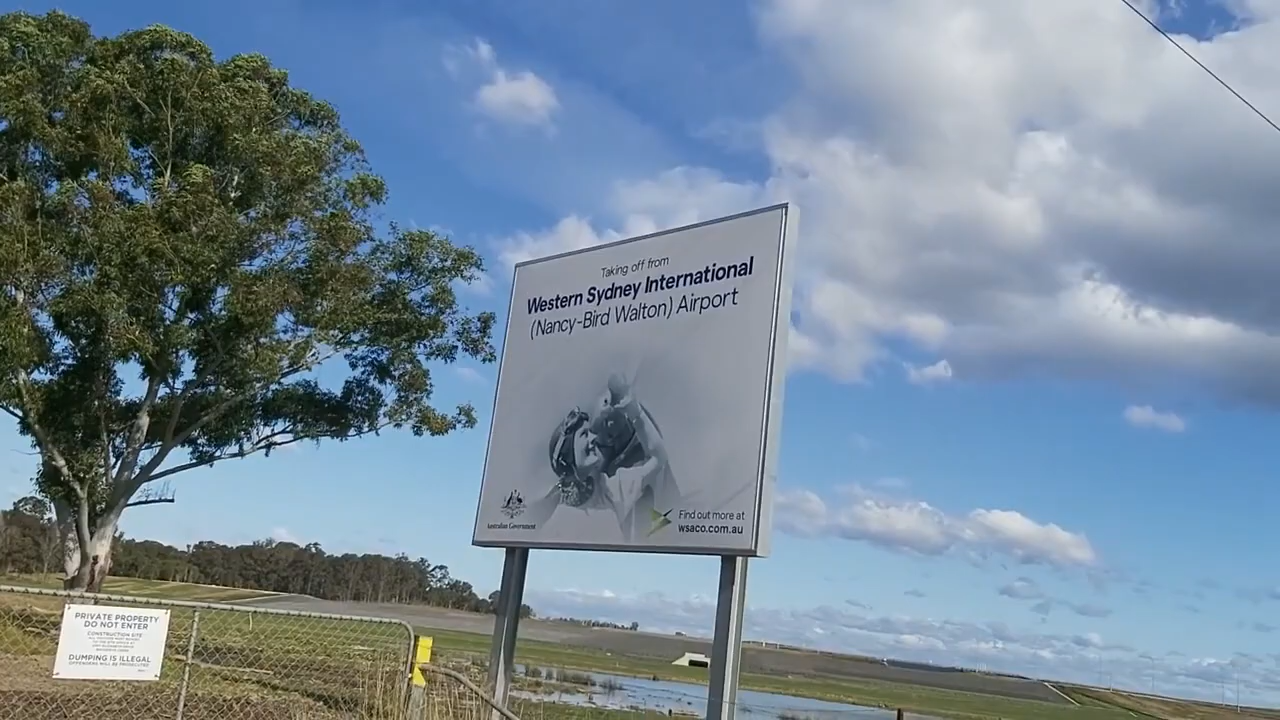 Taking off from
Western Sydney International
(Nancy-Bird Walton) Airport
Australian Government
Find out more at
wsaco.com.au
PRIVATE PROPERTY
DO NOT ENTER
CONSTRUCTION SITE
DUMPING IS ILLEGAL
OFFENDERS WILL BE PROSECUTED